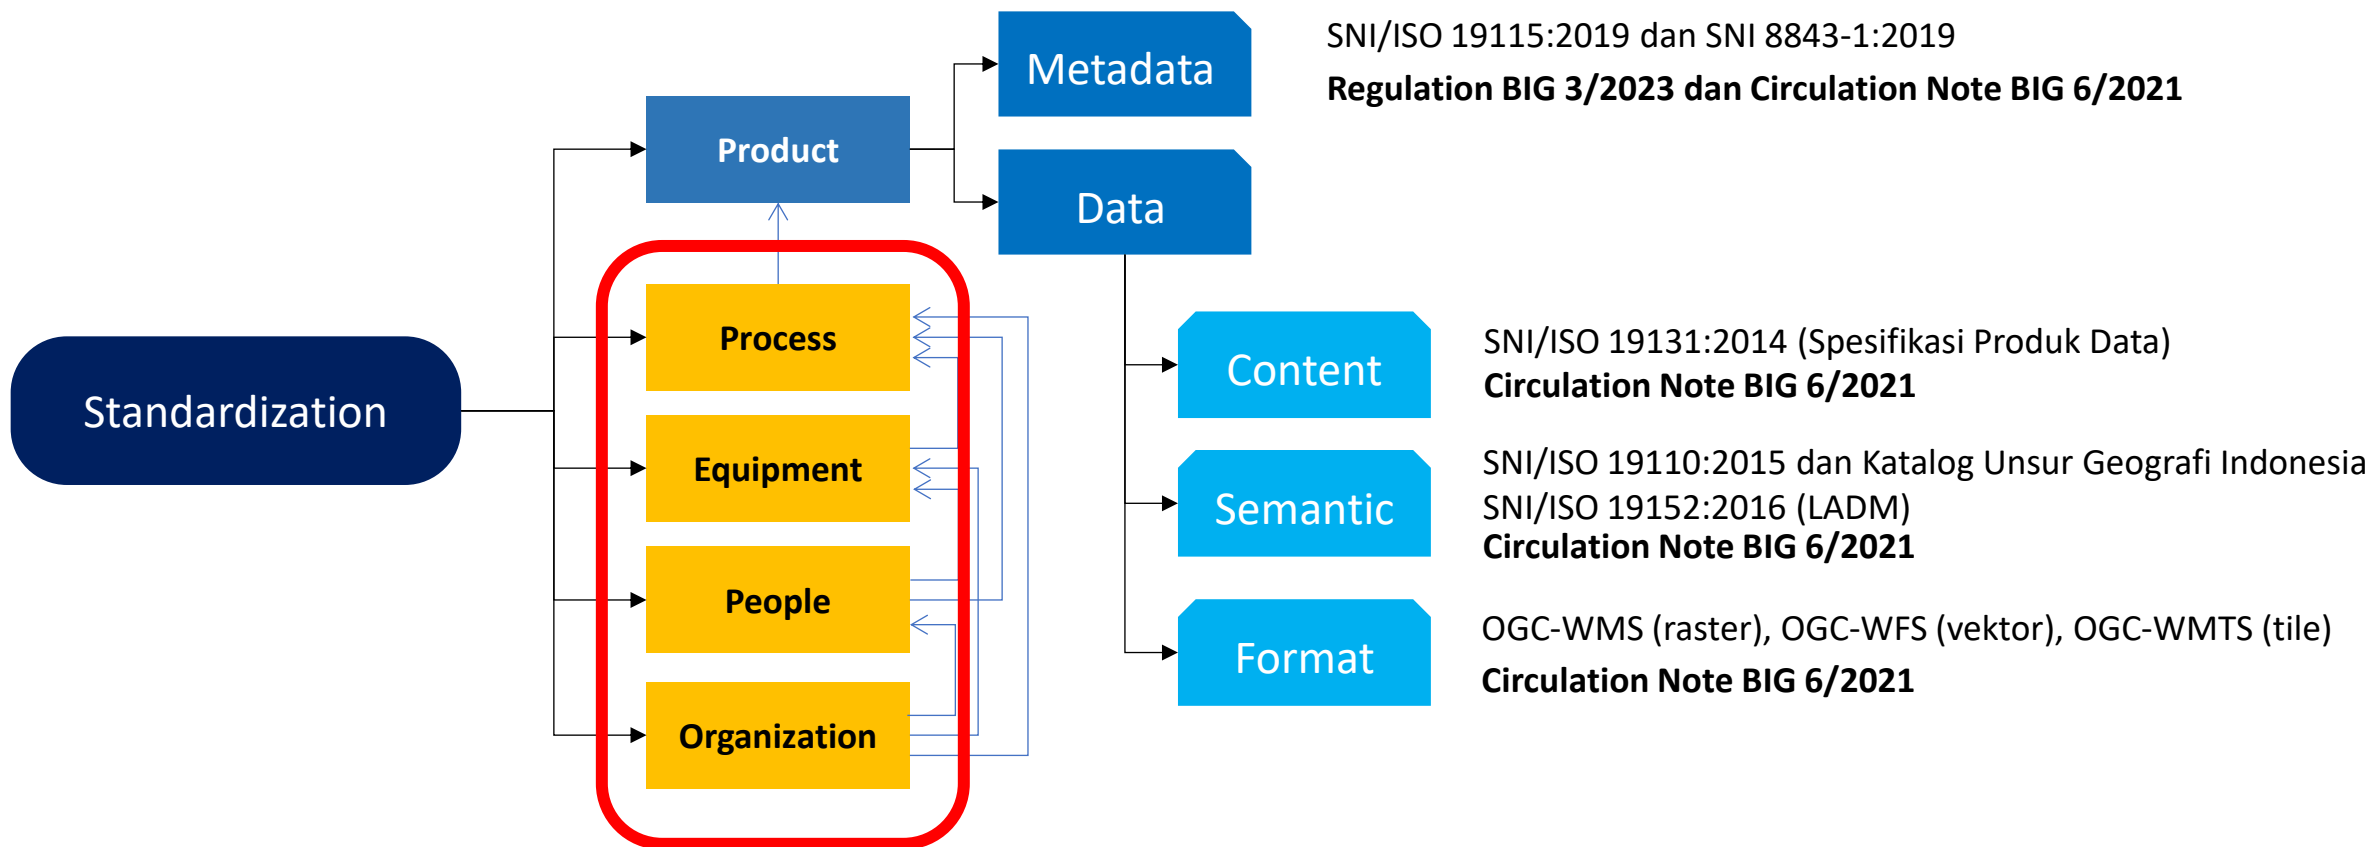 SNI/ISO 19115:2019 dan SNI 8843-1:2019
Metadata
Regulation BIG 3/2023 dan Circulation Note BIG 6/2021
Product
Data
Process
SNI/ISO 19131:2014 (Spesifikasi Produk Data)
Content
Circulation Note BIG 6/2021
Standardization
Equipment
SNI/ISO 19110:2015 dan Katalog Unsur Geografi Indonesia
Semantic
SNI/ISO 19152:2016 (LADM)
Circulation Note BIG 6/2021
People
OGC-WMS (raster), OGC-WFS (vektor), OGC-WMTS (tile)
Format
Circulation Note BIG 6/2021
Organization